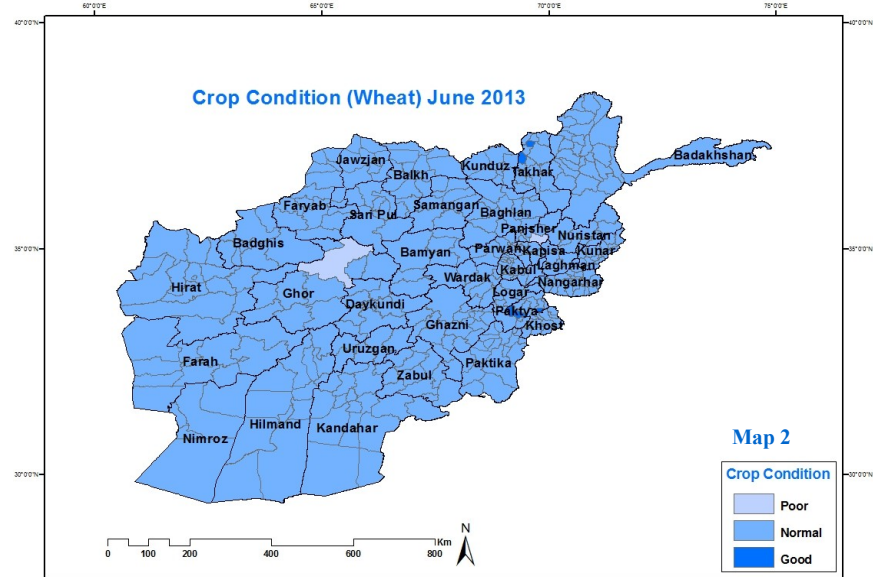 60°0'0"E 65°0'0"E 70°0'0"E 75°0'0"E
40°0'0"N 40°0'0"N
Crop Condition (Wheat) June 2013
Badakhshan
Jawzjan
Kunduz
Takhar
Balkh
Faryab
Samangan
Sari Pul
Baghlan
Panjsher
Nuristan
Badghis
35°0'0"N 35°0'0"N
Parwan
Kapisa
Kunar
Bamyan
Laghman
Kabul
Wardak
Nangarhar
Hirat
Ghor
Logar
Daykundi
Paktya
Ghazni
Khost
Uruzgan
Farah
Paktika
Zabul
Hilmand
Kandahar
Nimroz
Map 2
30°0'0"N 30°0'0"N
Crop Condition
Poor
Normal
Good
N
Km
0 50 100 200 400 600 800